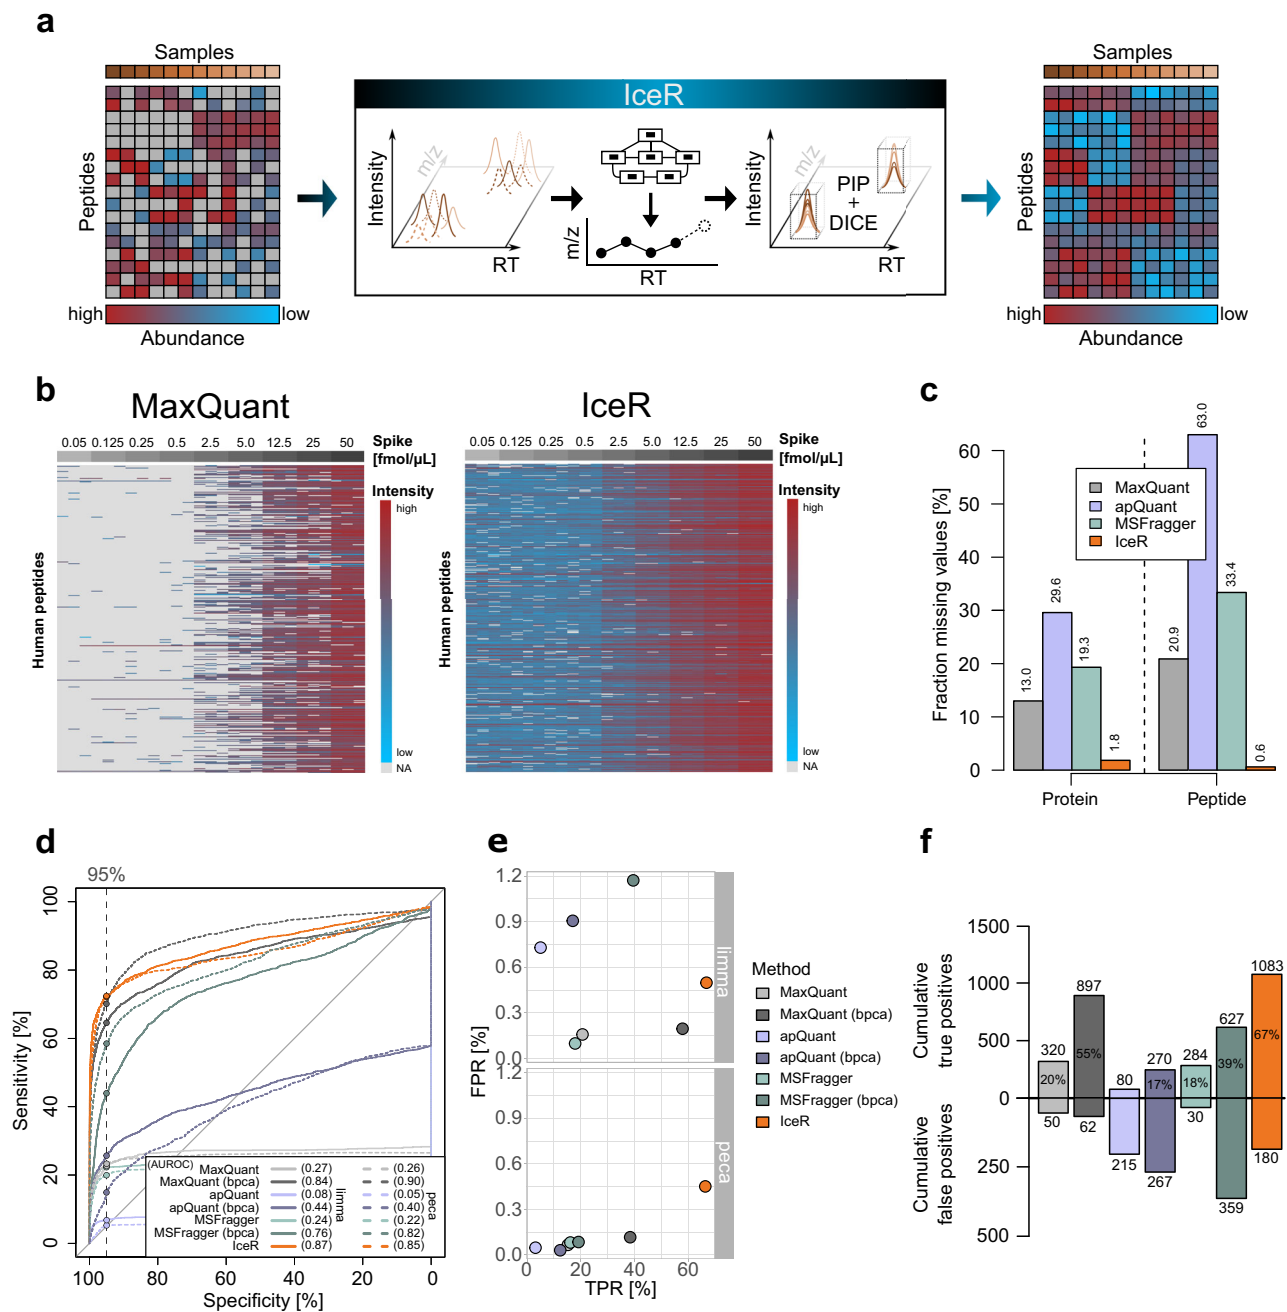 a
Samples
Peptides
high
low
Abundance
IceR
Intensity
m/z
RT
m/z
RT
Intensity
m/z
PIP
+
DICE
RT
Samples
Peptides
high
low
Abundance
b
MaxQuant
0.05 0.125 0.25 0.5 2.5 5.0 12.5 25 50
Spike
[fmol/µL]
Human peptides
Intensity
high
low
NA
IceR
0.05 0.125 0.25 0.5 2.5 5.0 12.5 25 50
Spike
[fmol/µL]
Human peptides
Intensity
high
low
NA
c
Fraction missing values [%]
60
50
40
30
20
10
0
MaxQuant
apQuant
MSFragger
IceR
13.0
29.6
19.3
1.8
20.9
63.0
33.4
0.6
Protein
Peptide
d
95%
Sensitivity [%]
100
80
60
40
20
0
(AUROC)
MaxQuant (0.27) (0.26)
MaxQuant (bpca) (0.84) (0.90)
apQuant (0.08) (0.05)
apQuant (bpca) (0.44) (0.40)
MSFragger (0.24) (0.22)
MSFragger (bpca) (0.76) (0.82)
IceR (0.87) (0.85)
limma
peca
100 80 60 40 20 0
Specificity [%]
e
FPR [%]
1.2
0.9
0.6
0.3
0.0
limma
1.2
0.9
0.6
0.3
0.0
peca
0 20 40 60
TPR [%]
Method
MaxQuant
MaxQuant (bpca)
apQuant
apQuant (bpca)
MSFragger
MSFragger (bpca)
IceR
f
Cumulative
true positives
Cumulative
false positives
1500
1000
500
0
250
500
320
20%
50
897
55%
62
80
215
270
17%
267
284
18%
30
627
39%
359
1083
67%
180